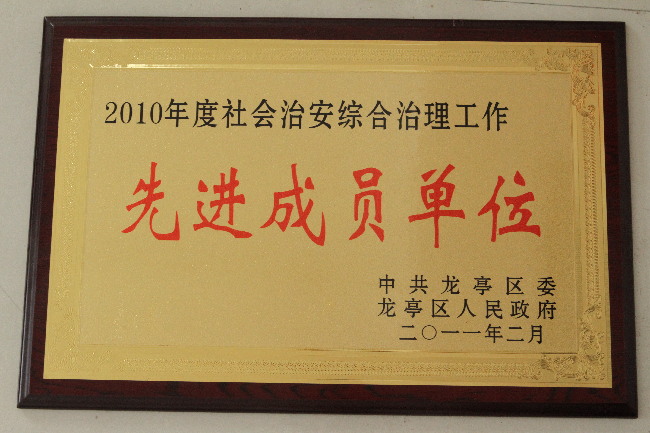 2010年度社会治安综合治理工作
先进成员单位
中共龙亭区委
龙亭区人民政府
二〇一一年二月